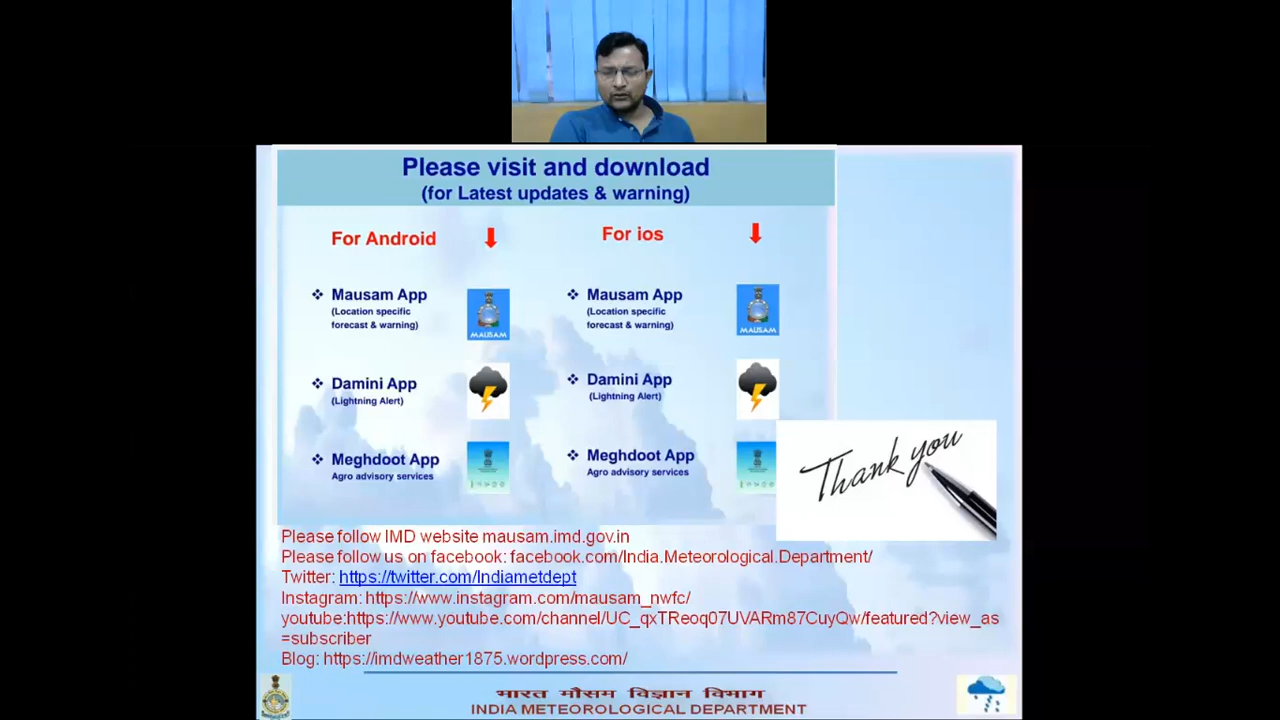 Please visit and download
(for Latest updates & warning)
For Android
For ios
Mausam App
(Location specific
forecast & warning)
MAUSAM
Mausam App
(Location specific
forecast & warning)
MAUSAM
Damini App
(Lightning Alert)
Damini App
(Lightning Alert)
Meghdoot App
Agro advisory services
Meghdoot App
Agro advisory services
Thank you
Please follow IMD website mausam.imd.gov.in
Please follow us on facebook: facebook.com/India.Meteorological.Department/
Twitter: https://twitter.com/Indiametdept
Instagram: https://www.instagram.com/mausam_nwfc/
youtube:https://www.youtube.com/channel/UC_qxTReoq07UVARm87CuyQw/featured?view_as
=subscriber
Blog: https://imdweather1875.wordpress.com/
भारत मौसम विज्ञान विभाग
INDIA METEOROLOGICAL DEPARTMENT